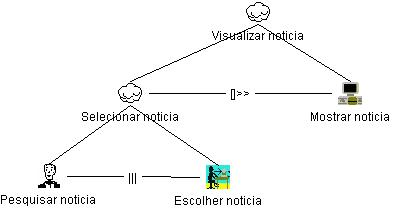 Visualizar noticia
[]>>
Selecionar noticia
Mostrar noticia
|||
Pesquisar noticia
Escolher noticia